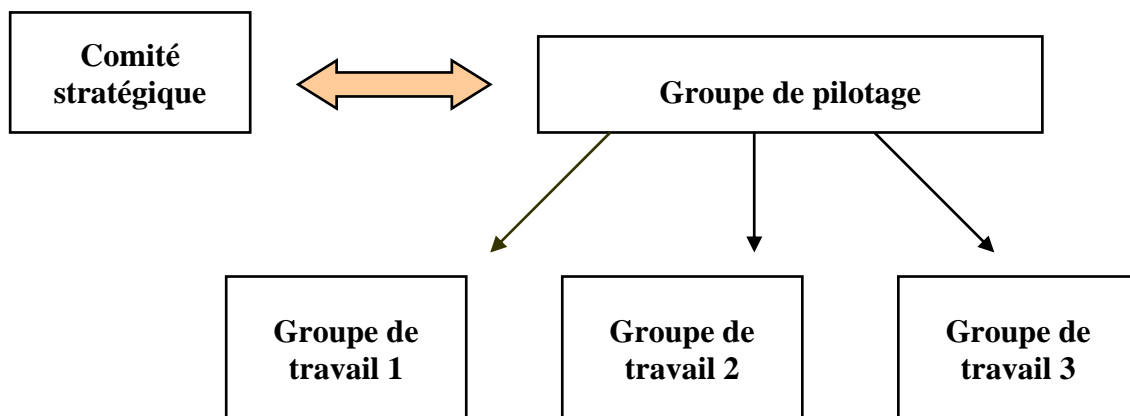 Comité
stratégique
Groupe de pilotage
Groupe de
travail 1
Groupe de
travail 2
Groupe de
travail 3